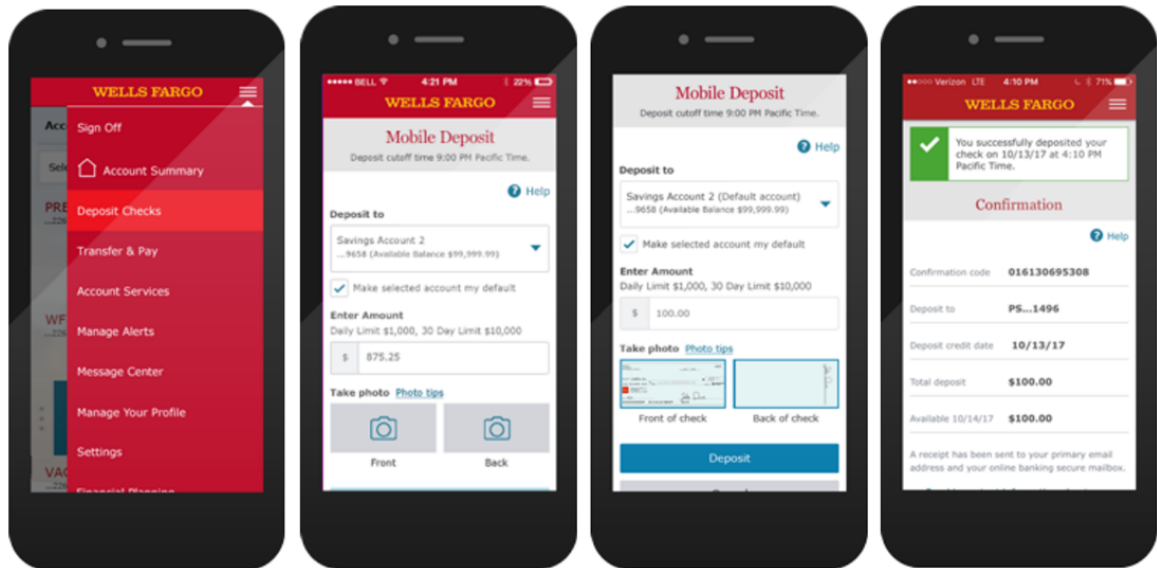 WELLS FARGO
Acc
Sign Off
Sele
Account Summary
PRE
Deposit Checks
Transfer & Pay
Account Services
WF
Manage Alerts
Message Center
Manage Your Profile
Settings
VAC
Financial Planning
BELL 4:21 PM 22%
WELLS FARGO
Mobile Deposit
Deposit cutoff time 9:00 PM Pacific Time.
Help
Deposit to
Savings Account 2
...9658 (Available Balance $99,999.99)
Make selected account my default
Enter Amount
Daily Limit $1,000, 30 Day Limit $10,000
$ 875.25
Take photo Photo tips
Front Back
Mobile Deposit
Deposit cutoff time 9:00 PM Pacific Time.
Help
Deposit to
Savings Account 2 (Default account)
...9658 (Available Balance $99,999.99)
Make selected account my default
Enter Amount
Daily Limit $1,000, 30 Day Limit $10,000
$ 100.00
Take photo Photo tips
Front of check Back of check
Deposit
Verizon LTE 4:10 PM 71%
WELLS FARGO
You successfully deposited your
check on 10/13/17 at 4:10 PM
Pacific Time.
Confirmation
Help
Confirmation code 016130695308
Deposit to PS...1496
Deposit credit date 10/13/17
Total deposit $100.00
Available 10/14/17 $100.00
A receipt has been sent to your primary email
address and your online banking secure mailbox.